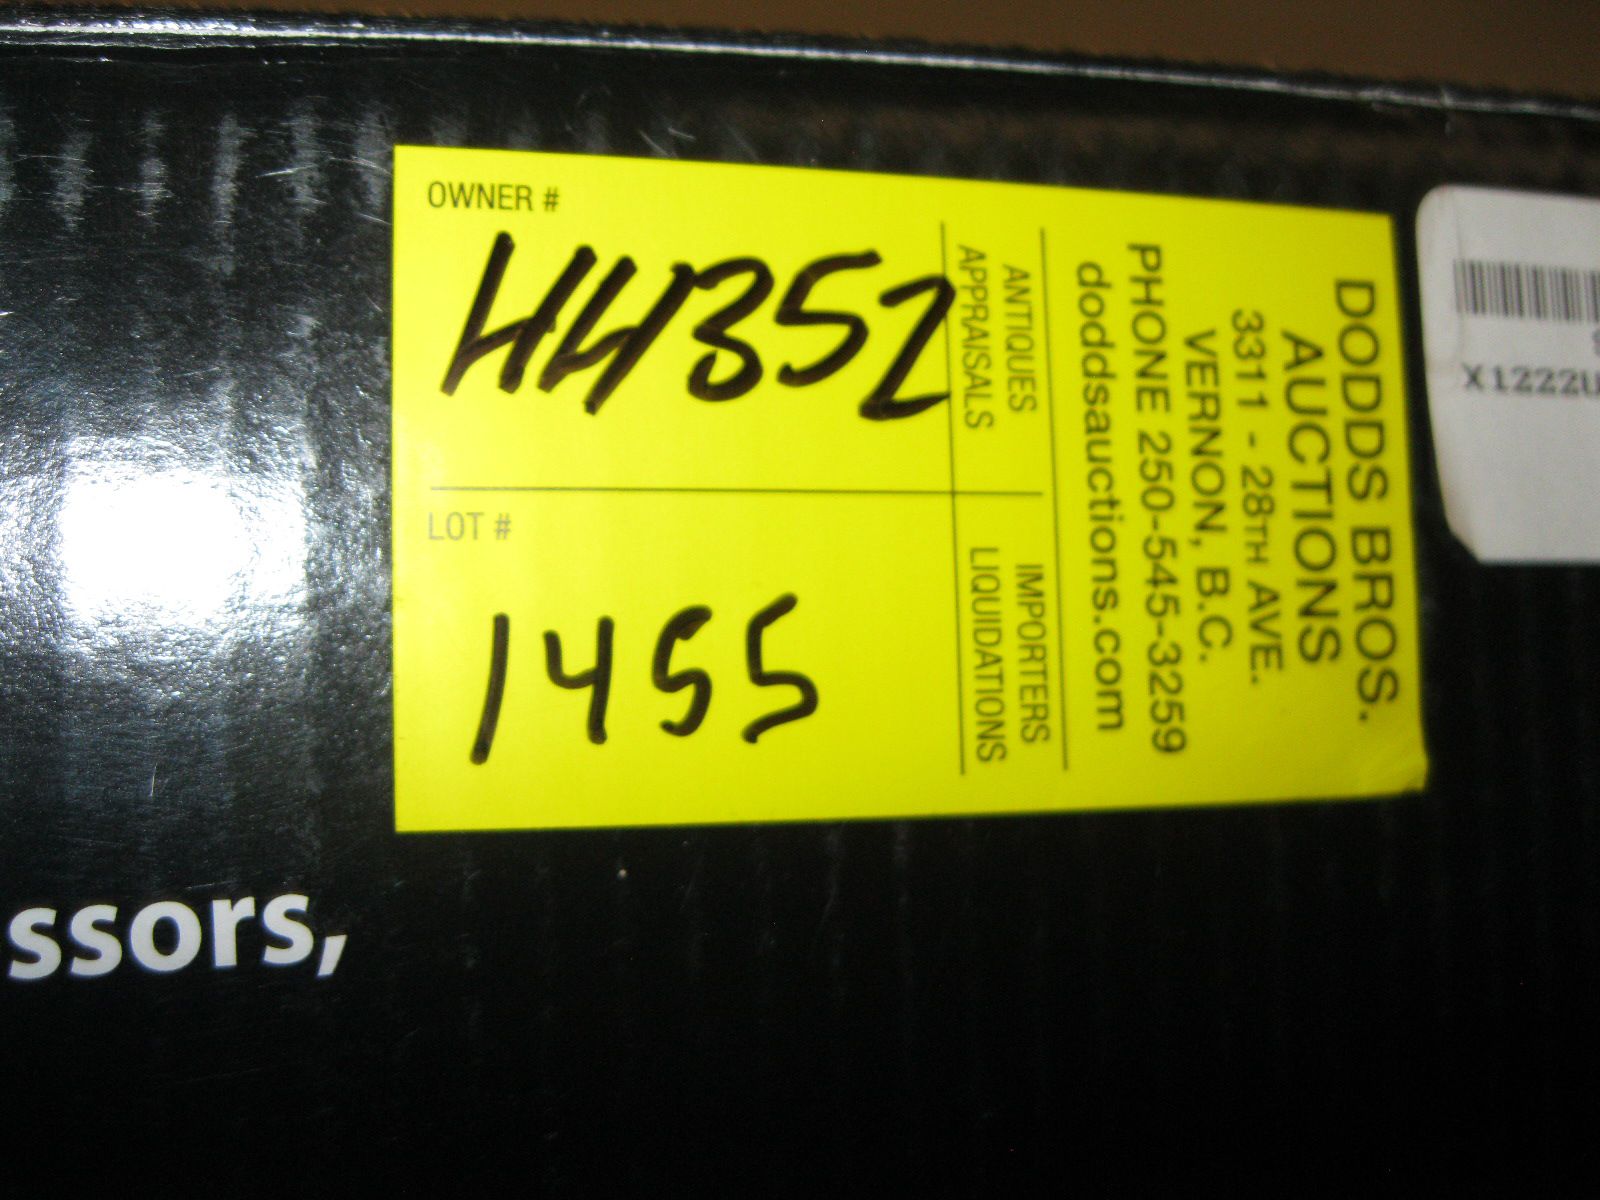 OWNER #
HH352
LOT #
1455
ANTIQUES
APPRAISALS
IMPORTERS
LIQUIDATIONS
DODDS BROS.
AUCTIONS
3311 - 28TH AVE.
VERNON, B.C.
PHONE 250-545-3259
doddsauctions.com
X1222U
ssors,